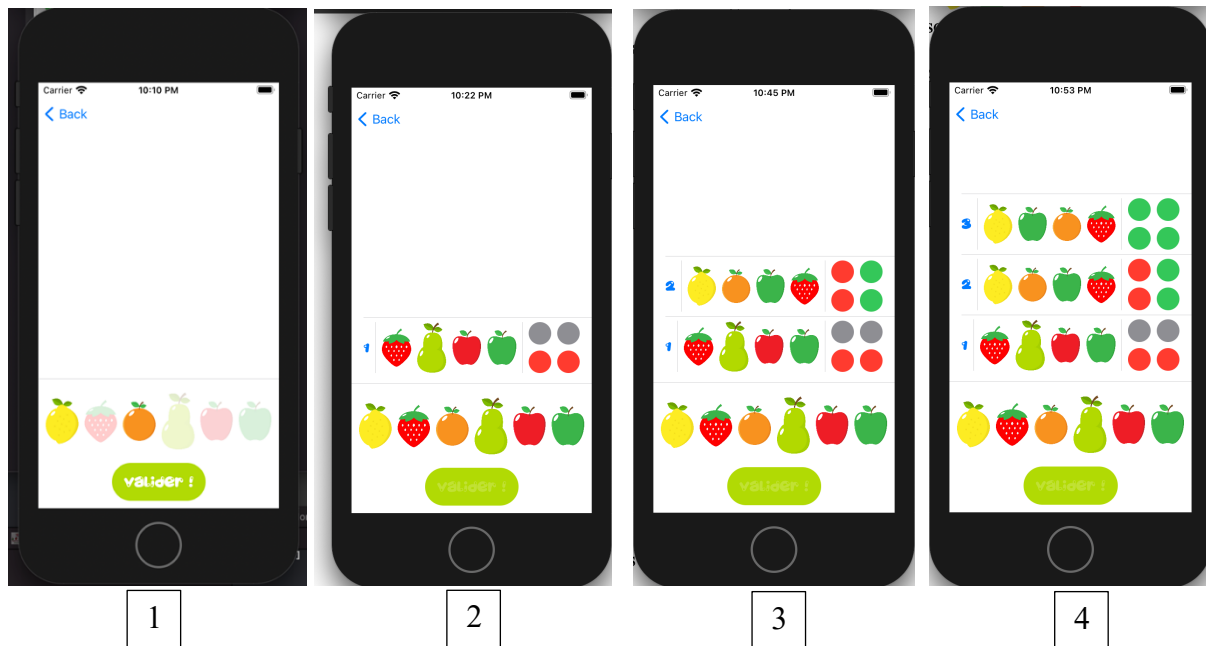 Carrier 10:10 PM
Back
valider !
1
Carrier 10:22 PM
Back
1
valider !
2
Carrier 10:45 PM
Back
2
1
valider !
3
Carrier 10:53 PM
Back
3
2
1
valider !
4